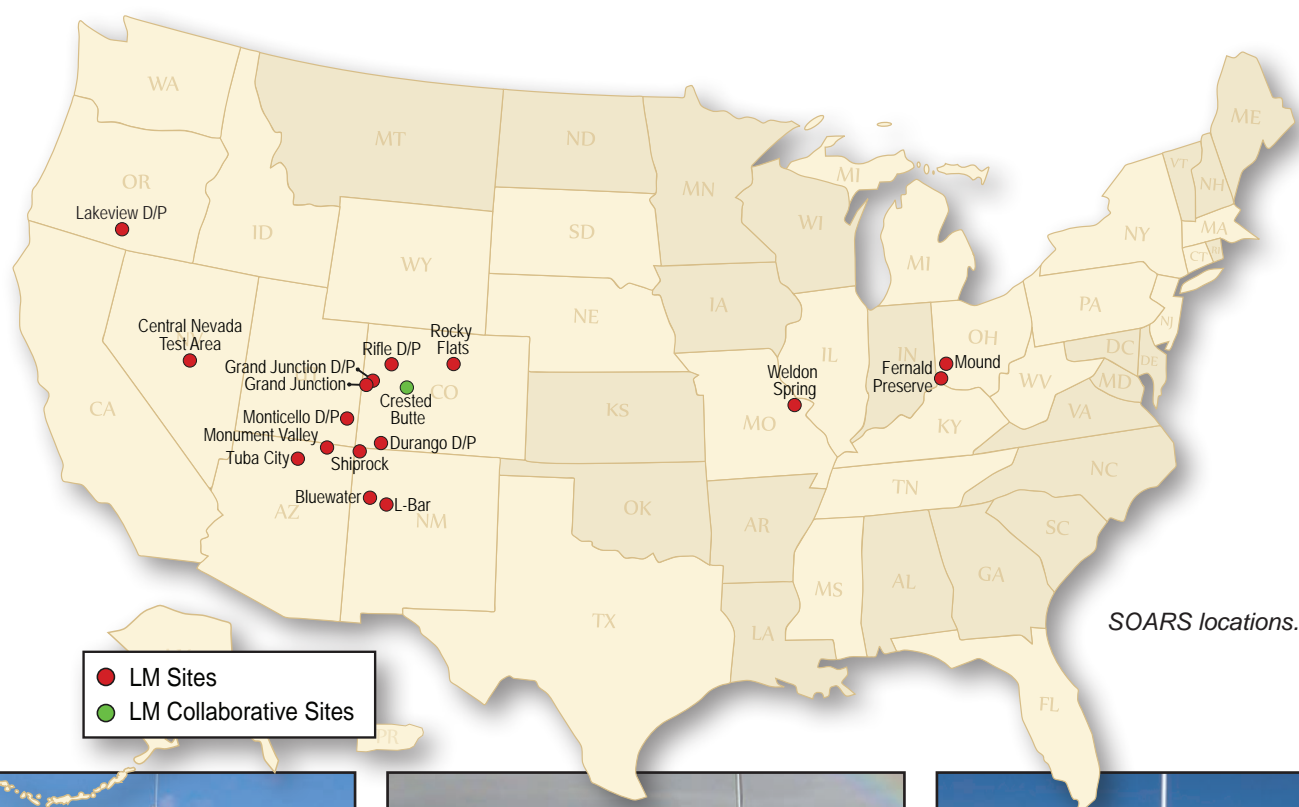 WA
MT
ND
MN
ME
VT
NH
OR
Lakeview D/P
ID
SD
WI
MI
MI
NY
MA
CT
RI
WY
IA
PA
NJ
Central Nevada
Test Area
NE
IL
IN
OH
Mound
Fernald
Preserve
DC
DE
MD
WV
VA
Rocky
Flats
Rifle D/P
Grand Junction D/P
Grand Junction
CO
Crested
Butte
CA
KS
Weldon
Spring
MO
KY
Monticello D/P
Monument Valley
Durango D/P
Tuba City
Shiprock
NC
TN
Bluewater
L-Bar
AZ
NM
OK
AR
SC
MS
AL
GA
TX
LA
SOARS locations.
LM Sites
LM Collaborative Sites
PR
FL